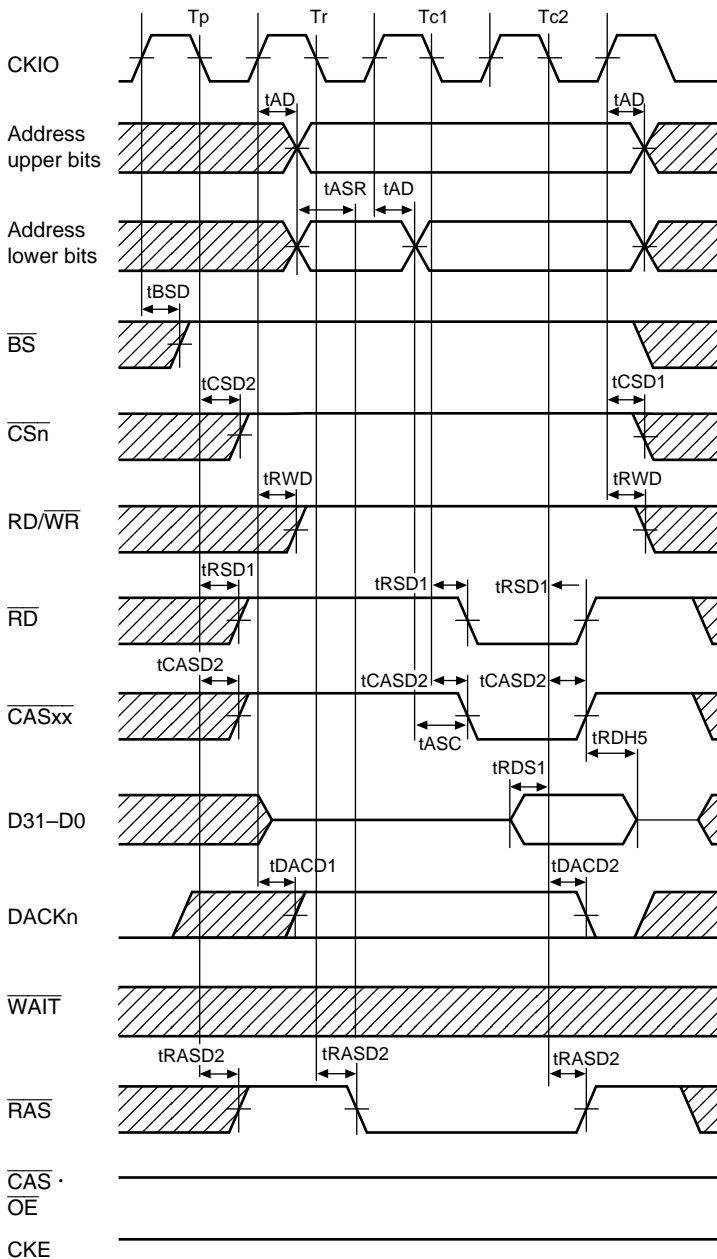 Tp Tr Tc1 Tc2
CKIO
tAD tAD
Address
upper bits
tASR tAD
Address
lower bits
tBSD
BS
tCSD2 tCSD1
CSn
tRWD tRWD
RD/WR
tRSD1 tRSD1 tRSD1
RD
tCASD2 tCASD2 tCASD2
CASxx
tASC tRDH5
tRDS1
D31–D0
tDACD1 tDACD2
DACKn
WAIT
tRASD2 tRASD2 tRASD2
RAS
CAS ·
OE
CKE